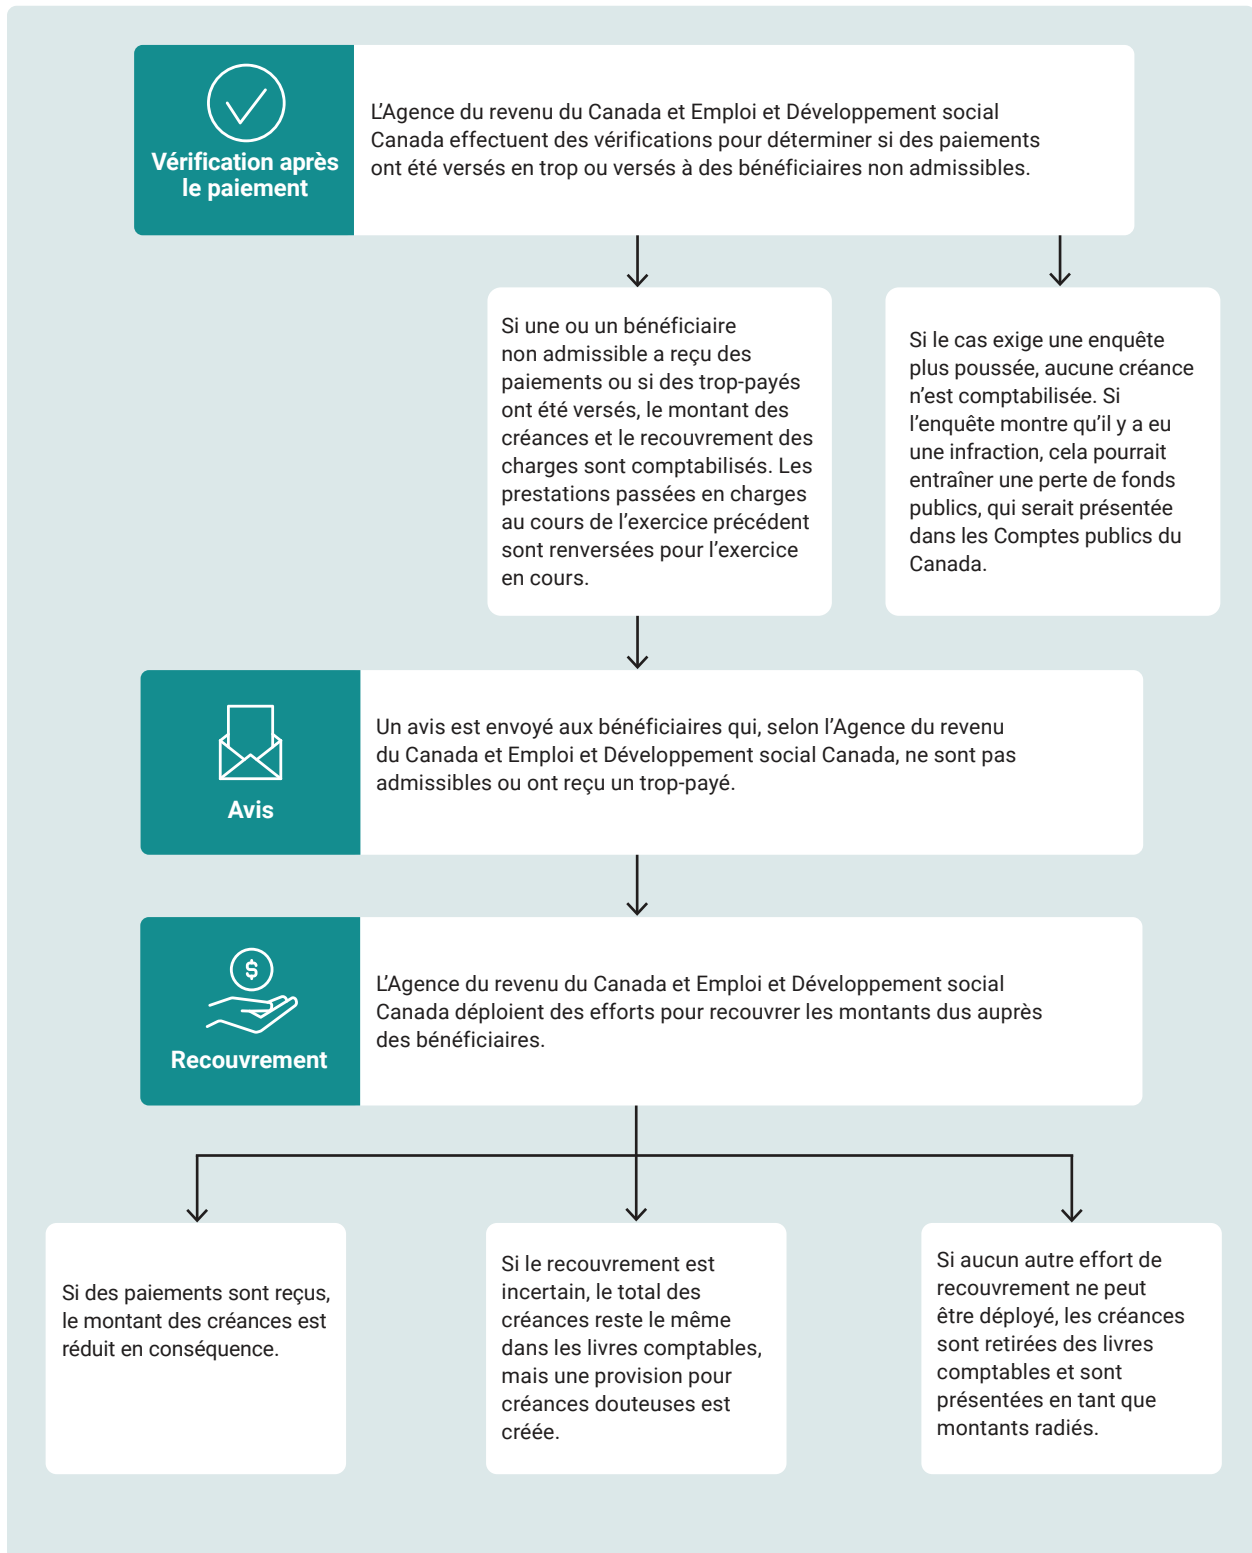 Vérification après
le paiement
L'Agence du revenu du Canada et Emploi et Développement social
Canada effectuent des vérifications pour déterminer si des paiements
ont été versés en trop ou versés à des bénéficiaires non admissibles.
Si une ou un bénéficiaire
non admissible a reçu des
paiements ou si des trop-payés
ont été versés, le montant des
créances et le recouvrement des
charges sont comptabilisés. Les
prestations passées en charges
au cours de l'exercice précédent
sont renversées pour l'exercice
en cours.
Si le cas exige une enquête
plus poussée, aucune créance
n'est comptabilisée. Si
l'enquête montre qu'il y a eu
une infraction, cela pourrait
entraîner une perte de fonds
publics, qui serait présentée
dans les Comptes publics du
Canada.
Avis
Un avis est envoyé aux bénéficiaires qui, selon l'Agence du revenu
du Canada et Emploi et Développement social Canada, ne sont pas
admissibles ou ont reçu un trop-payé.
$
Recouvrement
L'Agence du revenu du Canada et Emploi et Développement social
Canada déploient des efforts pour recouvrer les montants dus auprès
des bénéficiaires.
Si des paiements sont reçus,
le montant des créances est
réduit en conséquence.
Si le recouvrement est
incertain, le total des
créances reste le même
dans les livres comptables,
mais une provision pour
créances douteuses est
créée.
Si aucun autre effort de
recouvrement ne peut
être déployé, les créances
sont retirées des livres
comptables et sont
présentées en tant que
montants radiés.